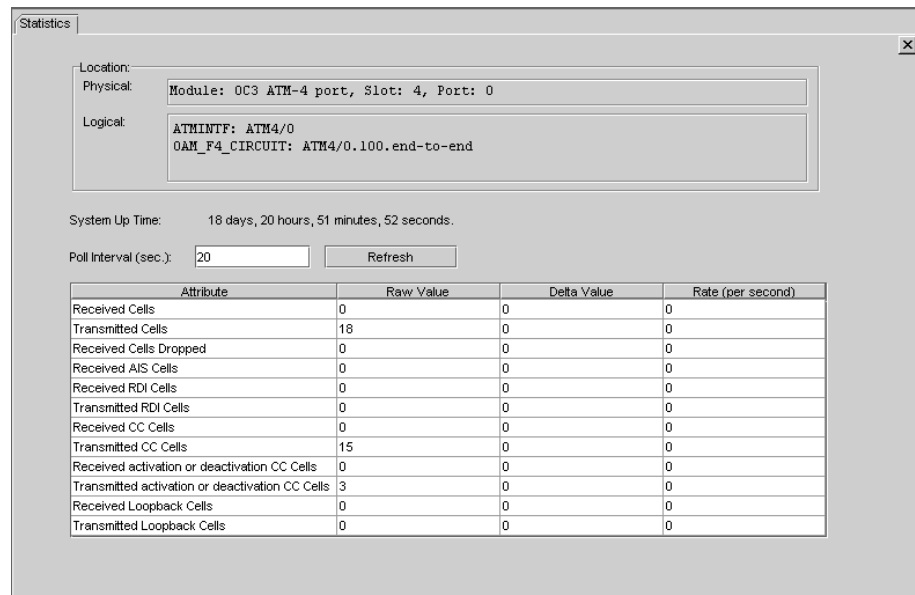 Statistics
Location:
Physical: Module: OC3 ATM-4 port, Slot: 4, Port: 0
Logical: ATMINTF: ATM4/0
OAM_F4_CIRCUIT: ATM4/0.100.end-to-end
System Up Time: 18 days, 20 hours, 51 minutes, 52 seconds.
Poll Interval (sec.): 20 Refresh
Attribute Raw Value Delta Value Rate (per second)
Received Cells 0 0 0
Transmitted Cells 18 0 0
Received Cells Dropped 0 0 0
Received AIS Cells 0 0 0
Received RDI Cells 0 0 0
Transmitted RDI Cells 0 0 0
Received CC Cells 0 0 0
Transmitted CC Cells 15 0 0
Received activation or deactivation CC Cells 0 0 0
Transmitted activation or deactivation CC Cells 3 0 0
Received Loopback Cells 0 0 0
Transmitted Loopback Cells 0 0 0